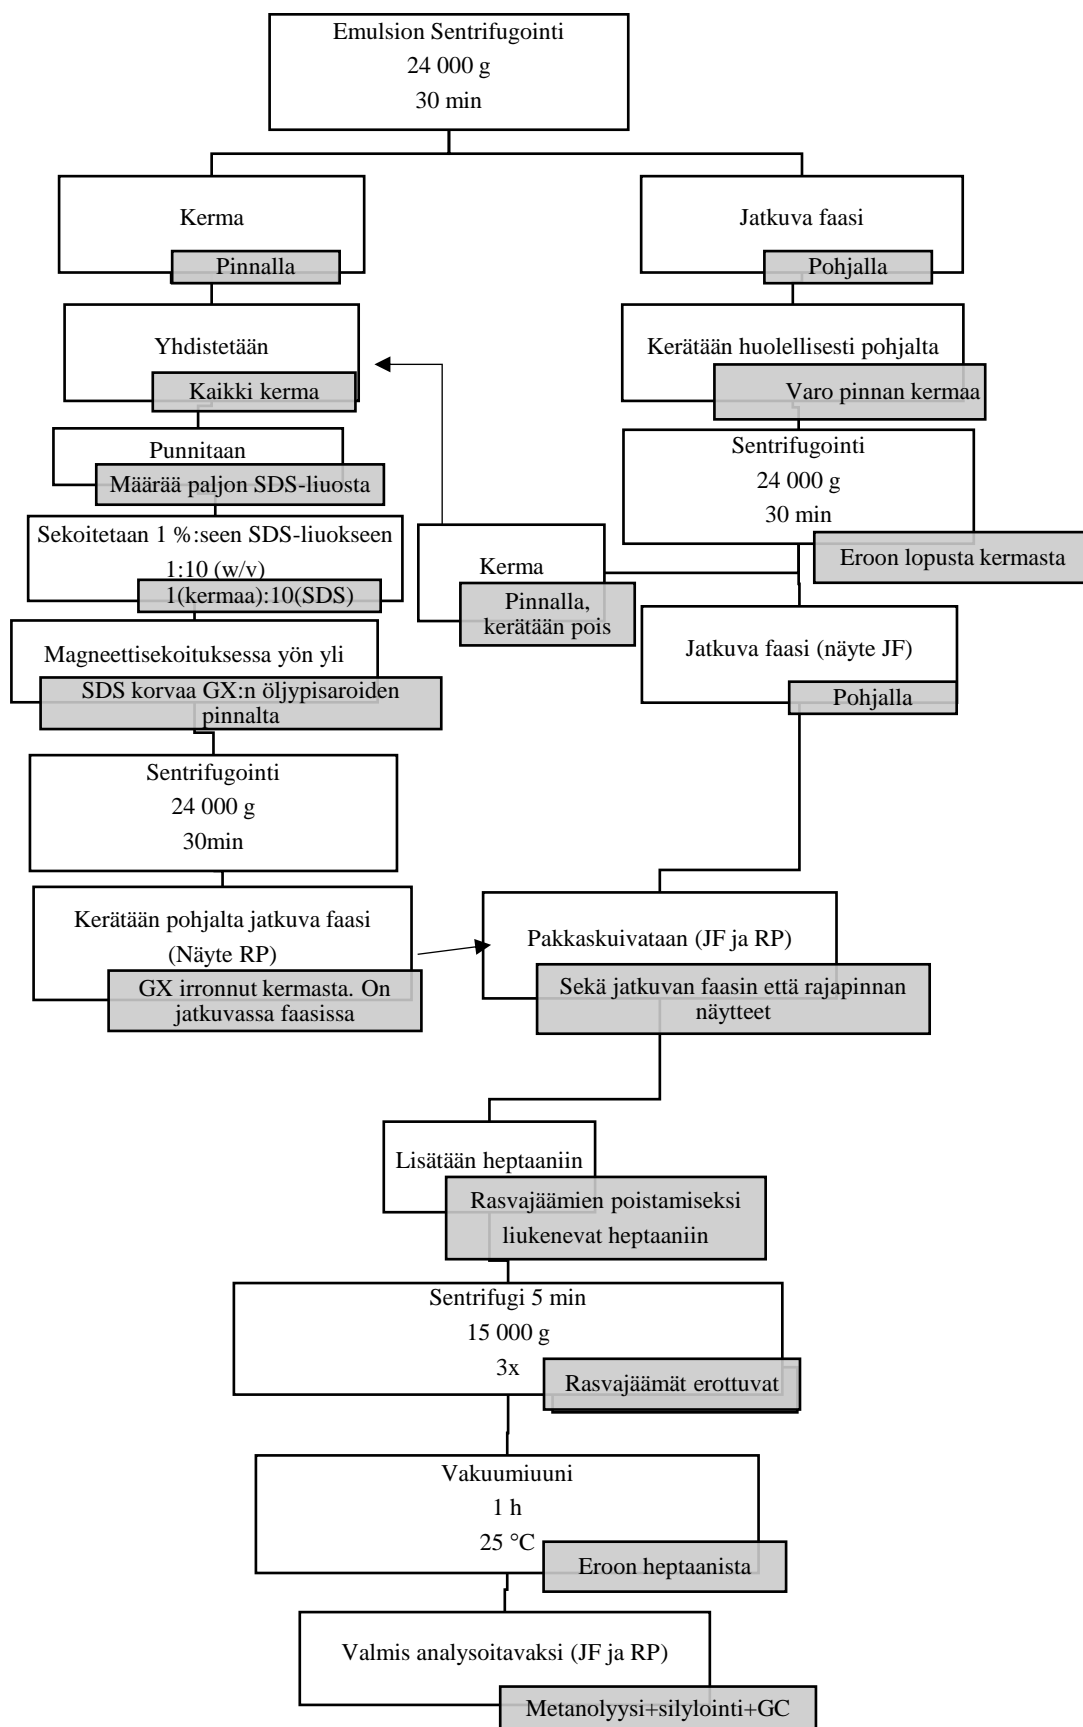 Emulsion Sentrifugointi
24 000 g
30 min
Kerma
Pinnalla
Jatkuva faasi
Pohjalla
Yhdistetään
Kaikki kerma
Kerätään huolellisesti pohjalta
Varo pinnan kermaa
Punnitaan
Määrää paljon SDS-liuosta
Sentrifugointi
24 000 g
30 min
Eroon lopusta kermasta
Sekoitetaan 1 %:seen SDS-liuokseen
1:10 (w/v)
1(kermaa):10(SDS)
Kerma
Pinnalla,
kerätään pois
Magneettisekoituksessa yön yli
SDS korvaa GX:n öljypisaroiden
pinnalta
Jatkuva faasi (näyte JF)
Pohjalla
Sentrifugointi
24 000 g
30min
Kerätään pohjalta jatkuva faasi
(Näyte RP)
GX irronnut kermasta. On
jatkuvassa faasissa
Pakkaskuivataan (JF ja RP)
Sekä jatkuvan faasin että rajapinnan
näytteet
Lisätään heptaaniin
Rasvajäämien poistamiseksi
liukenevat heptaaniin
Sentrifugi 5 min
15 000 g
3x
Rasvajäämät erottuvat
Vakuumiuuni
1 h
25 °C
Eroon heptaanista
Valmis analysoitavaksi (JF ja RP)
Metanolyysi+silylointi+GC